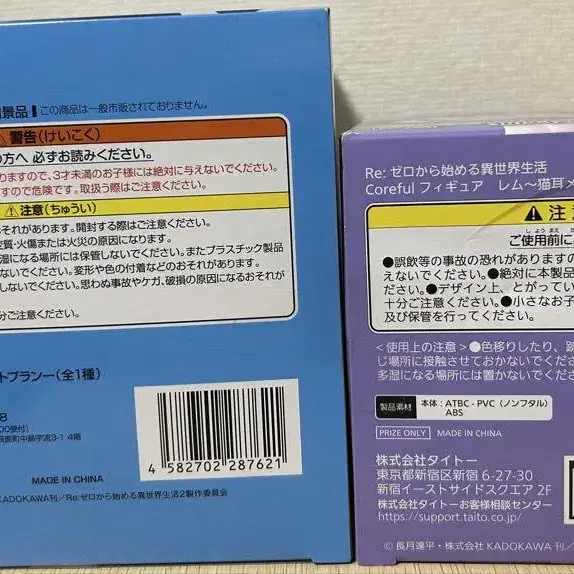 景品
この商品は一般市販されておりません。
警告(けいこく)
の方へ 必ずお読みください。
ありますので、3才未満のお子様には絶対に与えないでください。
すので危険です。取扱う際はご注意ください。
注意(ちゅうい)
それがあります。開封する際はご注意ください。
変質・火傷または火災の原因になります。
湿になる場所には保管しないでください。またプラスチック製品
ないでください。変形や色の付着などのおそれがあります。
しないでください。思わぬ事故やケガ、破損の原因になるおそれが
十分ご注意ください。
トブランー(全1種)
MADE IN CHINA
4 582702 287621
KADOKAWA刊/Re:ゼロから始める異世界生活2製作委員会
Re: ゼロから始める異世界生活
Coreful フィギュア レム～猫耳メ
注
しよう まえ
ご使用前に
●誤飲等の事故の恐れがありますの
えないでください。●絶対に本製品
●デザイン上、とがってい
十分ご注意ください。●小さなお子
及び保管を行ってください。
<使用上の注意>●色移りしたり、跡
じ場所に接触させておかないでくださ
多湿になる場所には置かないでくださ
製品素材
本体:ATBC-PVC(ノンフタル)
ABS
PRIZE ONLY
MADE IN CHINA
株式会社タイトー
東京都新宿区新宿 6-27-30
新宿イーストサイドスクエア 2F
株式会社タイトーお客様相談センター
https://support.taito.co.jp/
© 長月達平・株式会社 KADOKAWA 刊/